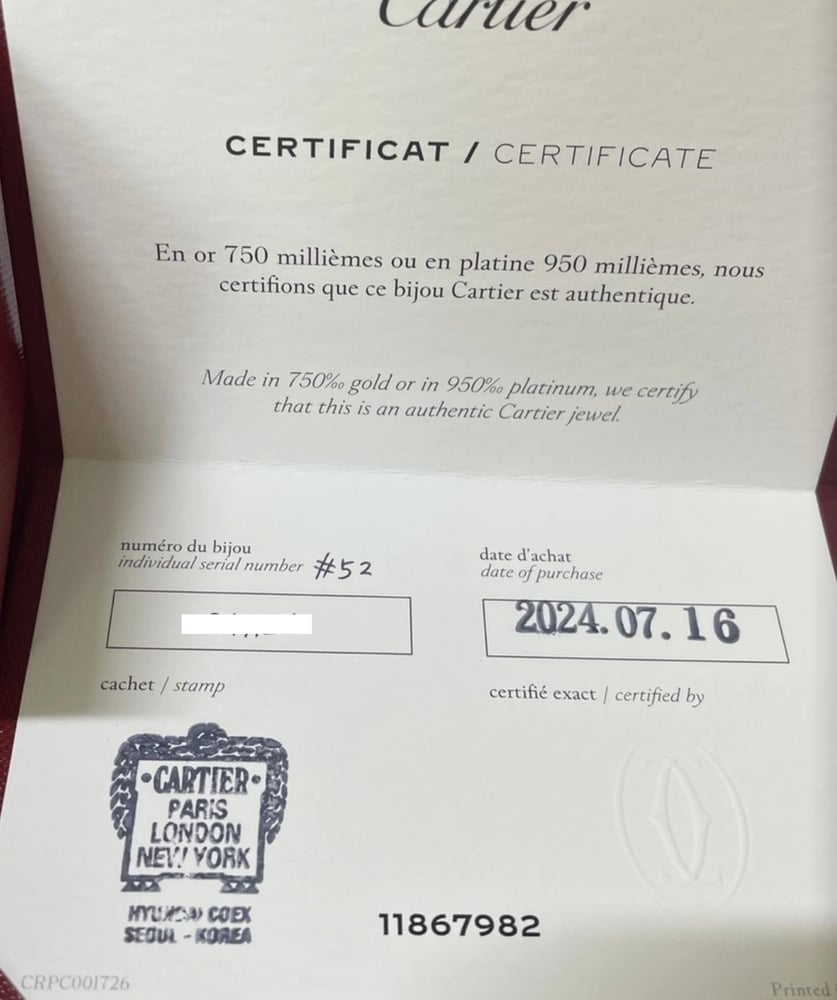 Cartier
CERTIFICAT / CERTIFICATE
En or 750 millièmes ou en platine 950 millièmes, nous
certifions que ce bijou Cartier est authentique.
Made in 750‰ gold or in 950‰ platinum, we certify
that this is an authentic Cartier jewel.
numéro du bijou
individual serial number #52
date d'achat
date of purchase
2024.07.16
cachet / stamp
certifié exact / certified by
·CARTIER·
PARIS
LONDON
NEW YORK
HYUNDAI COEX
SEOUL - KOREA
11867982
CRPC001726
Printed